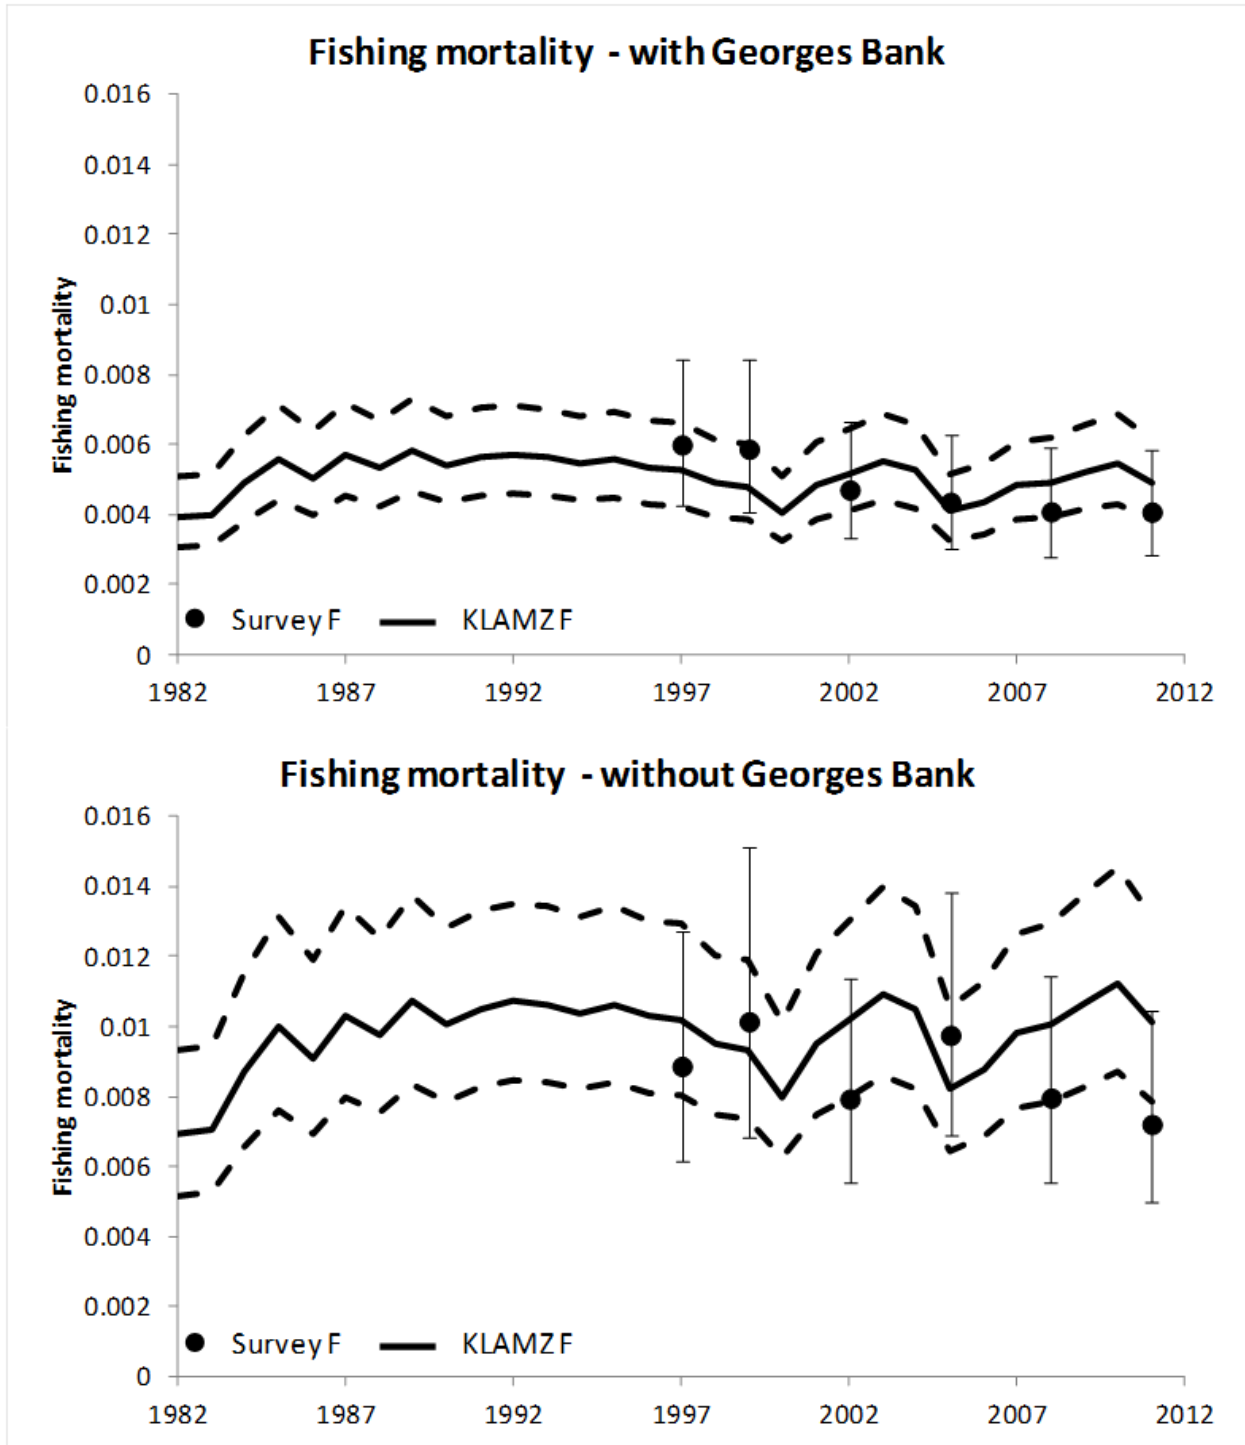 Fishing mortality - with Georges Bank
0.016
0.014
0.012
0.01
0.008
0.006
0.004
0.002
0
Fishing mortality
Survey F
KLAMZ F
1982 1987 1992 1997 2002 2007 2012
Fishing mortality - without Georges Bank
0.016
0.014
0.012
0.01
0.008
0.006
0.004
0.002
0
Fishing mortality
Survey F
KLAMZ F
1982 1987 1992 1997 2002 2007 2012